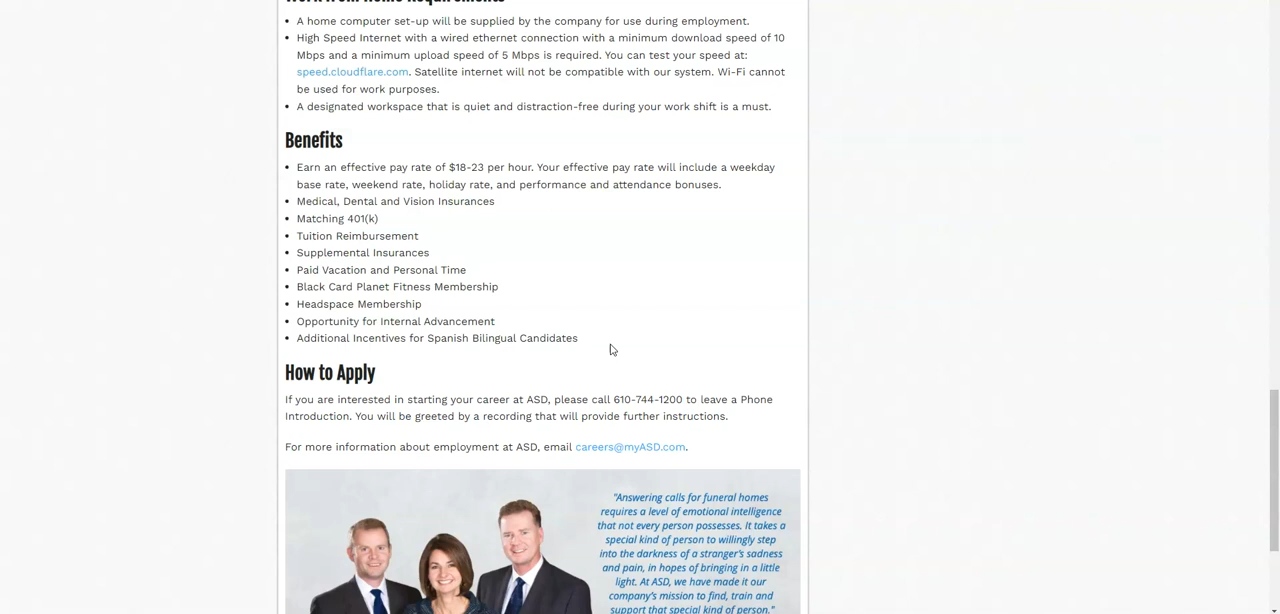 Work from Home Requirements
• A home computer set-up will be supplied by the company for use during employment.
• High Speed Internet with a wired ethernet connection with a minimum download speed of 10
Mbps and a minimum upload speed of 5 Mbps is required. You can test your speed at:
speed.cloudflare.com. Satellite internet will not be compatible with our system. Wi-Fi cannot
be used for work purposes.
• A designated workspace that is quiet and distraction-free during your work shift is a must.
Benefits
• Earn an effective pay rate of $18-23 per hour. Your effective pay rate will include a weekday
base rate, weekend rate, holiday rate, and performance and attendance bonuses.
• Medical, Dental and Vision Insurances
• Matching 401(k)
• Tuition Reimbursement
• Supplemental Insurances
• Paid Vacation and Personal Time
• Black Card Planet Fitness Membership
• Headspace Membership
• Opportunity for Internal Advancement
• Additional Incentives for Spanish Bilingual Candidates
How to Apply
If you are interested in starting your career at ASD, please call 610-744-1200 to leave a Phone
Introduction. You will be greeted by a recording that will provide further instructions.
For more information about employment at ASD, email careers@myASD.com.
"Answering calls for funeral homes
requires a level of emotional intelligence
that not every person possesses. It takes a
special kind of person to willingly step
into the darkness of a stranger's sadness
and pain, in hopes of bringing in a little
light. At ASD, we have made it our
company's mission to find, train and
support that special kind of person."